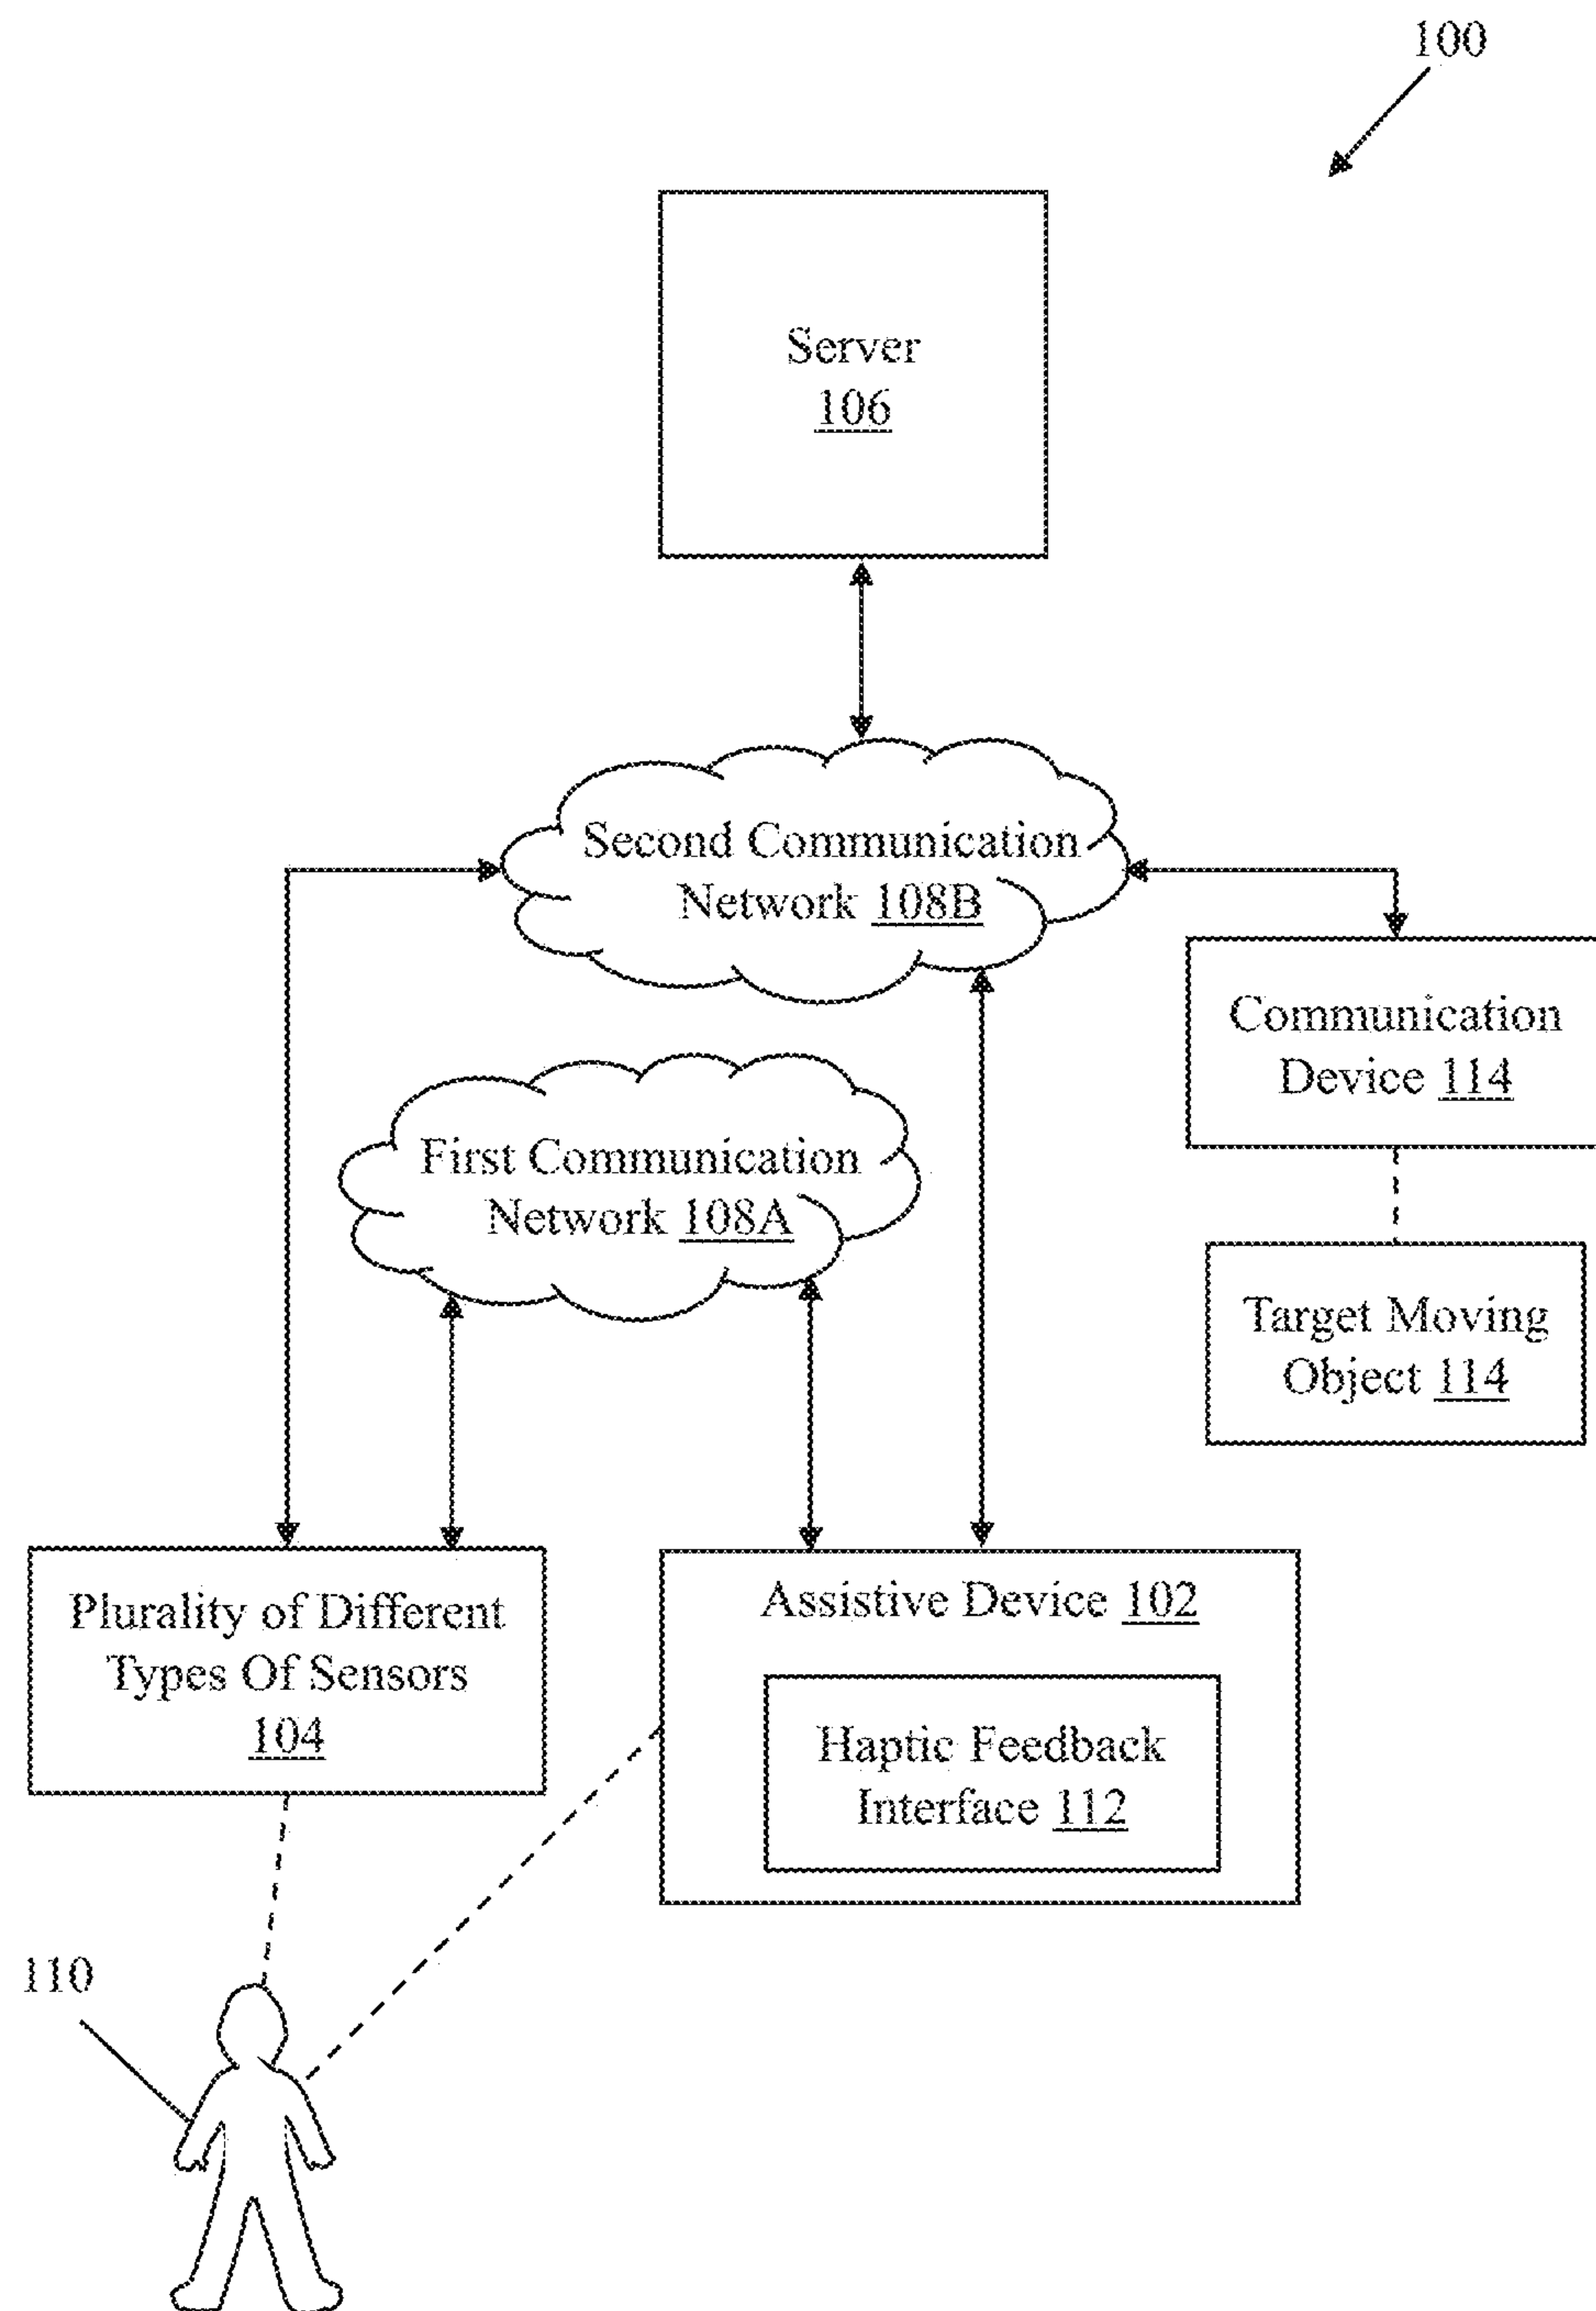 100
Server
106
Second Communication
Network 108B
Communication
Device 114
First Communication
Network 108A
Target Moving
Object 114
Plurality of Different
Types Of Sensors
104
Assistive Device 102
Haptic Feedback
Interface 112
110